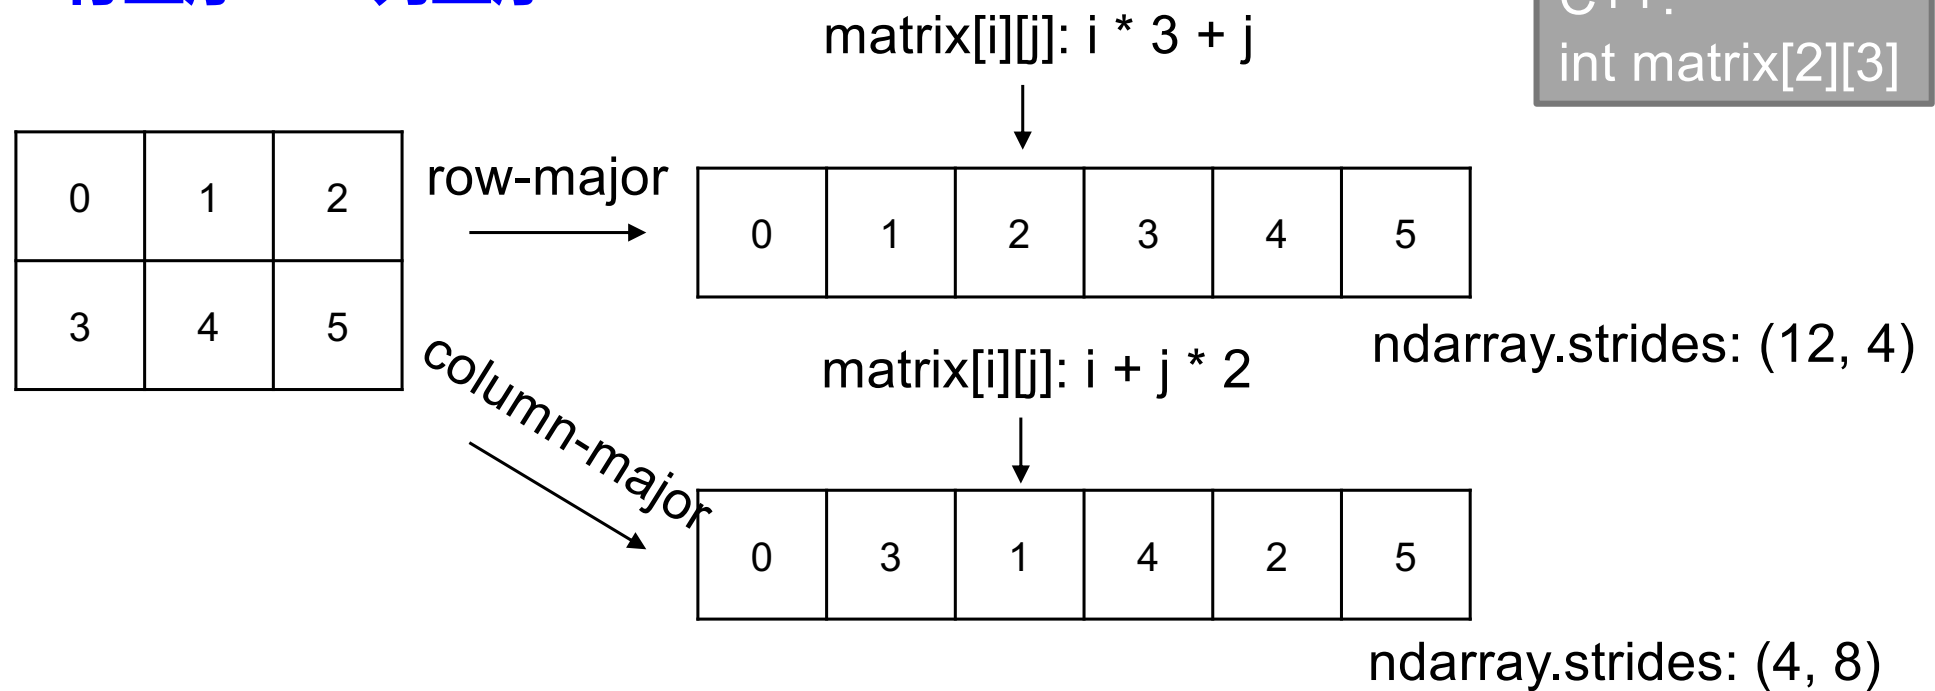 matrix[i][j]: i * 3 + j
int matrix[2][3]
0 1 2
3 4 5
row-major
0 1 2 3 4 5
ndarray.strides: (12, 4)
column-major
matrix[i][j]: i + j * 2
0 3 1 4 2 5
ndarray.strides: (4, 8)